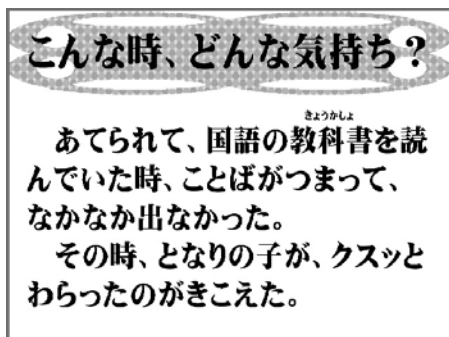 こんな時、どんな気持ち？
きょうかしょ
あてられて、国語の教科書を読
んでいた時、ことばがつまって、
なかなか出なかった。
その時、となりの子が、クスッと
わらったのがきこえた。